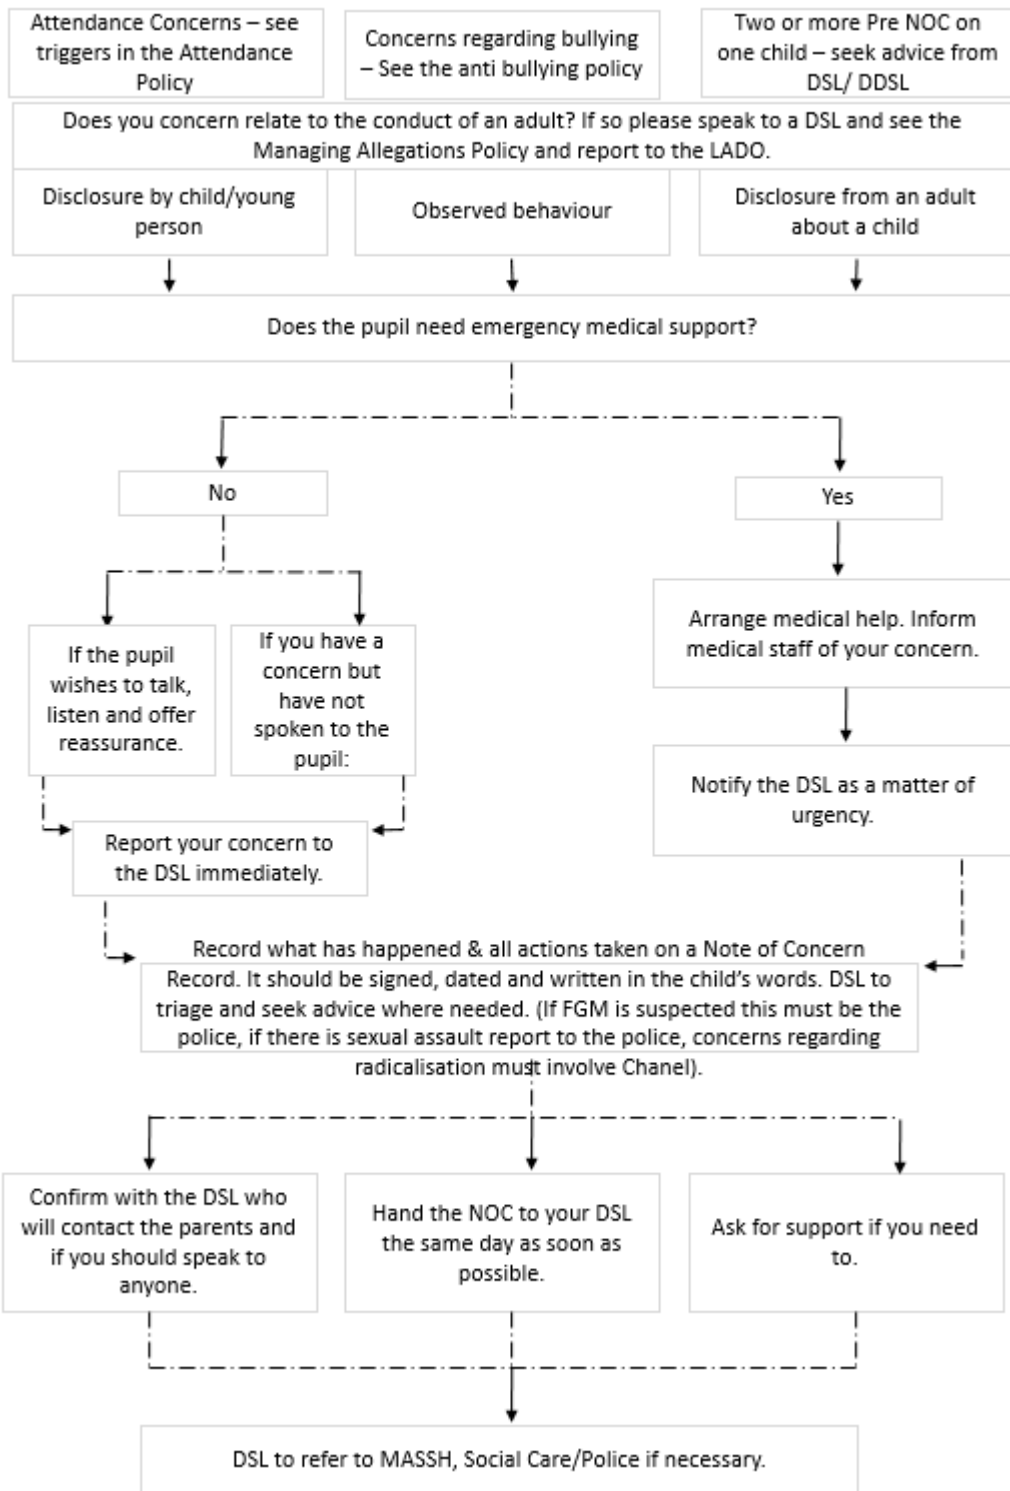 Attendance Concerns – see
triggers in the Attendance
Policy
Concerns regarding bullying
– See the anti bullying policy
Two or more Pre NOC on
one child – seek advice from
DSL/ DDSL
Does you concern relate to the conduct of an adult? If so please speak to a DSL and see the
Managing Allegations Policy and report to the LADO.
Disclosure by child/young
person
Observed behaviour
Disclosure from an adult
about a child
Does the pupil need emergency medical support?
No
Yes
If the pupil
wishes to talk,
listen and offer
reassurance.
If you have a
concern but
have not
spoken to the
pupil:
Arrange medical help. Inform
medical staff of your concern.
Notify the DSL as a matter of
urgency.
Report your concern to
the DSL immediately.
Record what has happened & all actions taken on a Note of Concern
Record. It should be signed, dated and written in the child's words. DSL to
triage and seek advice where needed. (If FGM is suspected this must be the
police, if there is sexual assault report to the police, concerns regarding
radicalisation must involve Chanel).
Confirm with the DSL who
will contact the parents and
if you should speak to
anyone.
Hand the NOC to your DSL
the same day as soon as
possible.
Ask for support if you need
to.
DSL to refer to MASSH, Social Care/Police if necessary.